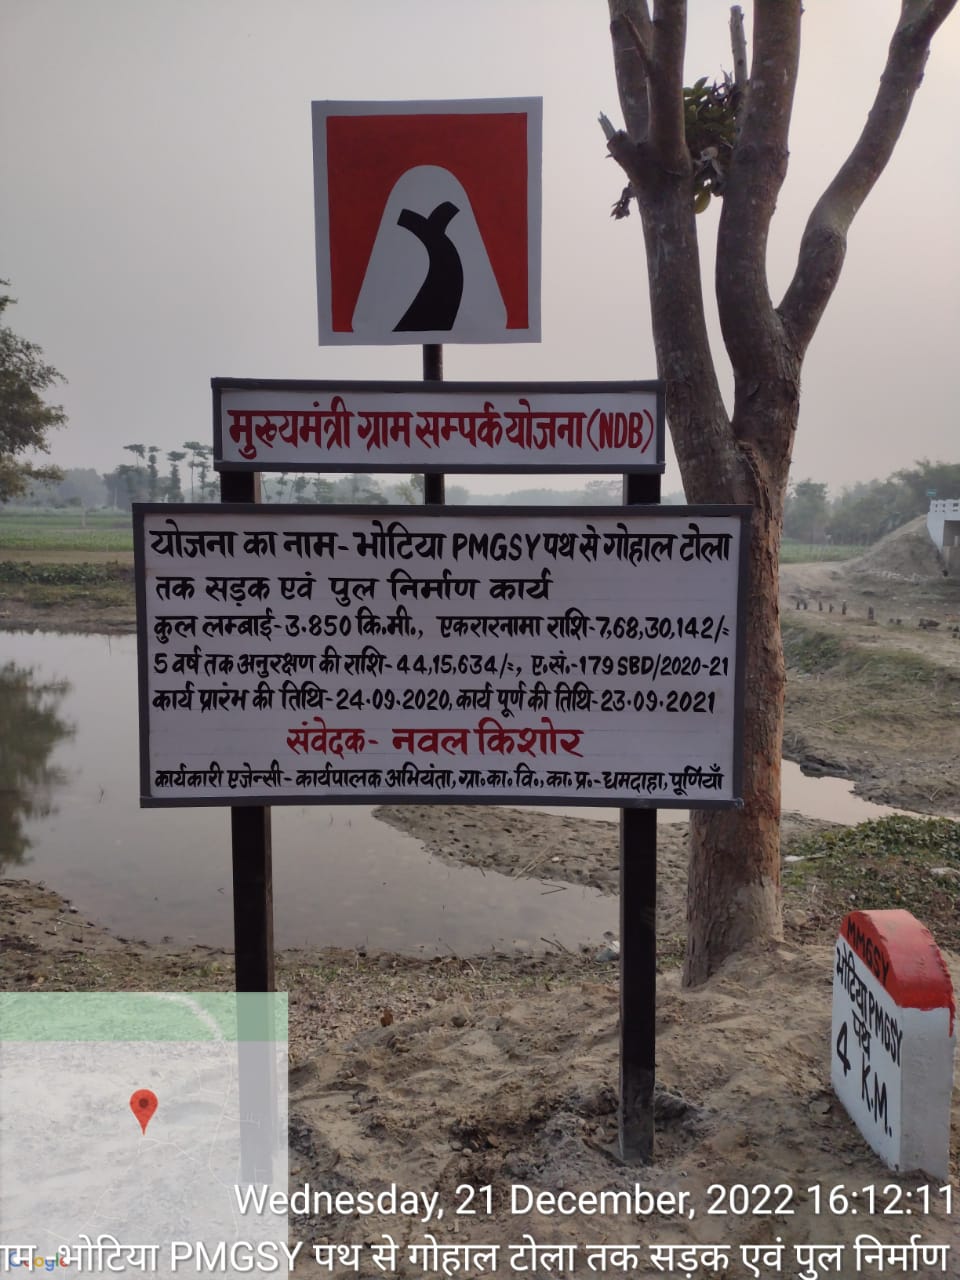 मुख्यमंत्री ग्राम सम्पर्क योजना (NDB)
योजना का नाम- भोटिया PMGSY पथ से गोहाल टोला
तक सड़क एवं पुल निर्माण कार्य
कुल लम्बाई-3.850 कि.मी., एकरारनामा राशि-7,68,30,142/=
5 वर्ष तक अनुरक्षण की राशि-44,15,634/=, ए.सं.-179 SBD/2020-21
कार्य प्रारंभ की तिथि-24.09.2020, कार्य पूर्ण की तिथि-23.09.2021
संवेदक- नवल किशोर
कार्यकारी एजेन्सी- कार्यपालक अभियंता, ग्रा.का.वि., का.प्र.-धमदाहा, पूर्णियाँ
MMGSY
भोटिया PMGSY
पथ
4 K.M.
Wednesday, 21 December, 2022 16:12:11
Google
भोटिया PMGSY पथ से गोहाल टोला तक सड़क एवं पुल निर्माण